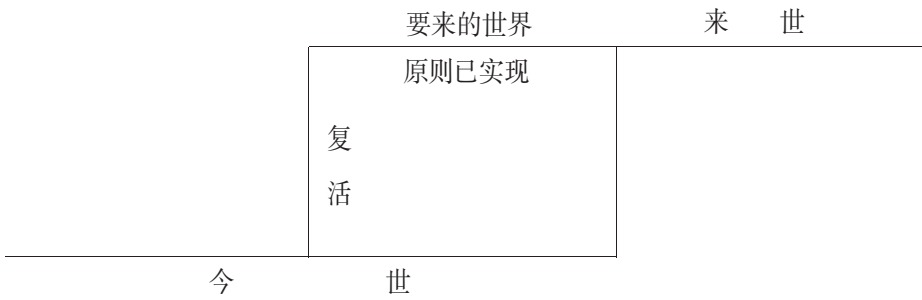 要来的世界 来 世
原则已实现
复
活
今 世